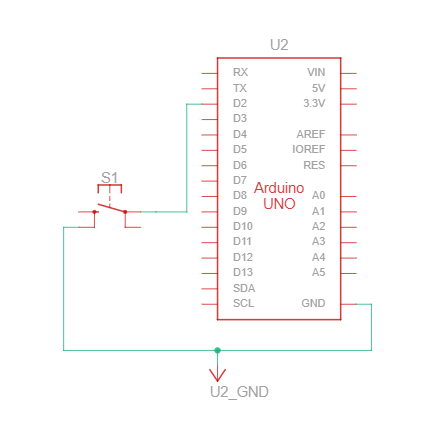 U2
RX VIN
TX 5V
D2 3.3V
D3
D4 AREF
D5 IOREF
D6 RES
D7
Arduino
UNO
D8 A0
D9 A1
D10 A2
D11 A3
D12 A4
D13 A5
SDA
SCL GND
S1
U2_GND